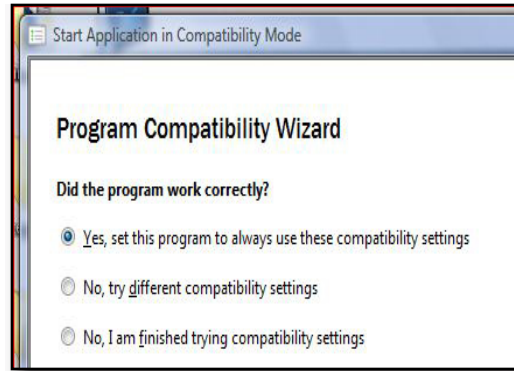 Start Application in Compatibility Mode
Program Compatibility Wizard
Did the program work correctly?
Yes, set this program to always use these compatibility settings
No, try different compatibility settings
No, I am finished trying compatibility settings